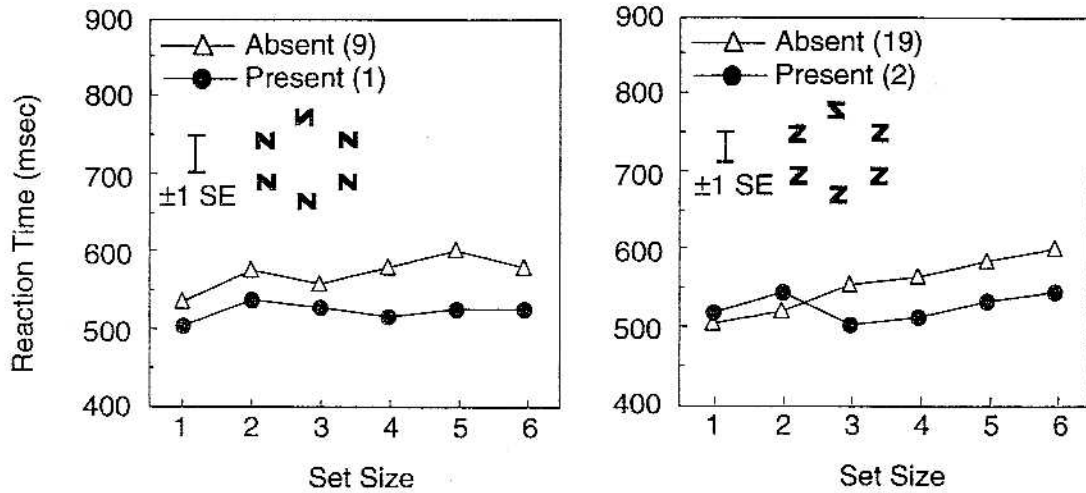 Reaction Time (msec)
900
800
700
600
500
400
Absent (9)
Present (1)
±1 SE
N
И
N
N
N
N
1 2 3 4 5 6
Set Size
900
800
700
600
500
400
Absent (19)
Present (2)
±1 SE
Z
Z
Z
Z
Z
1 2 3 4 5 6
Set Size